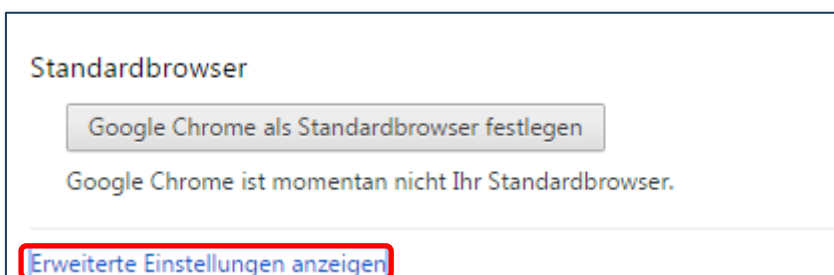 Standardbrowser
Google Chrome als Standardbrowser festlegen
Google Chrome ist momentan nicht Ihr Standardbrowser.
Erweiterte Einstellungen anzeigen